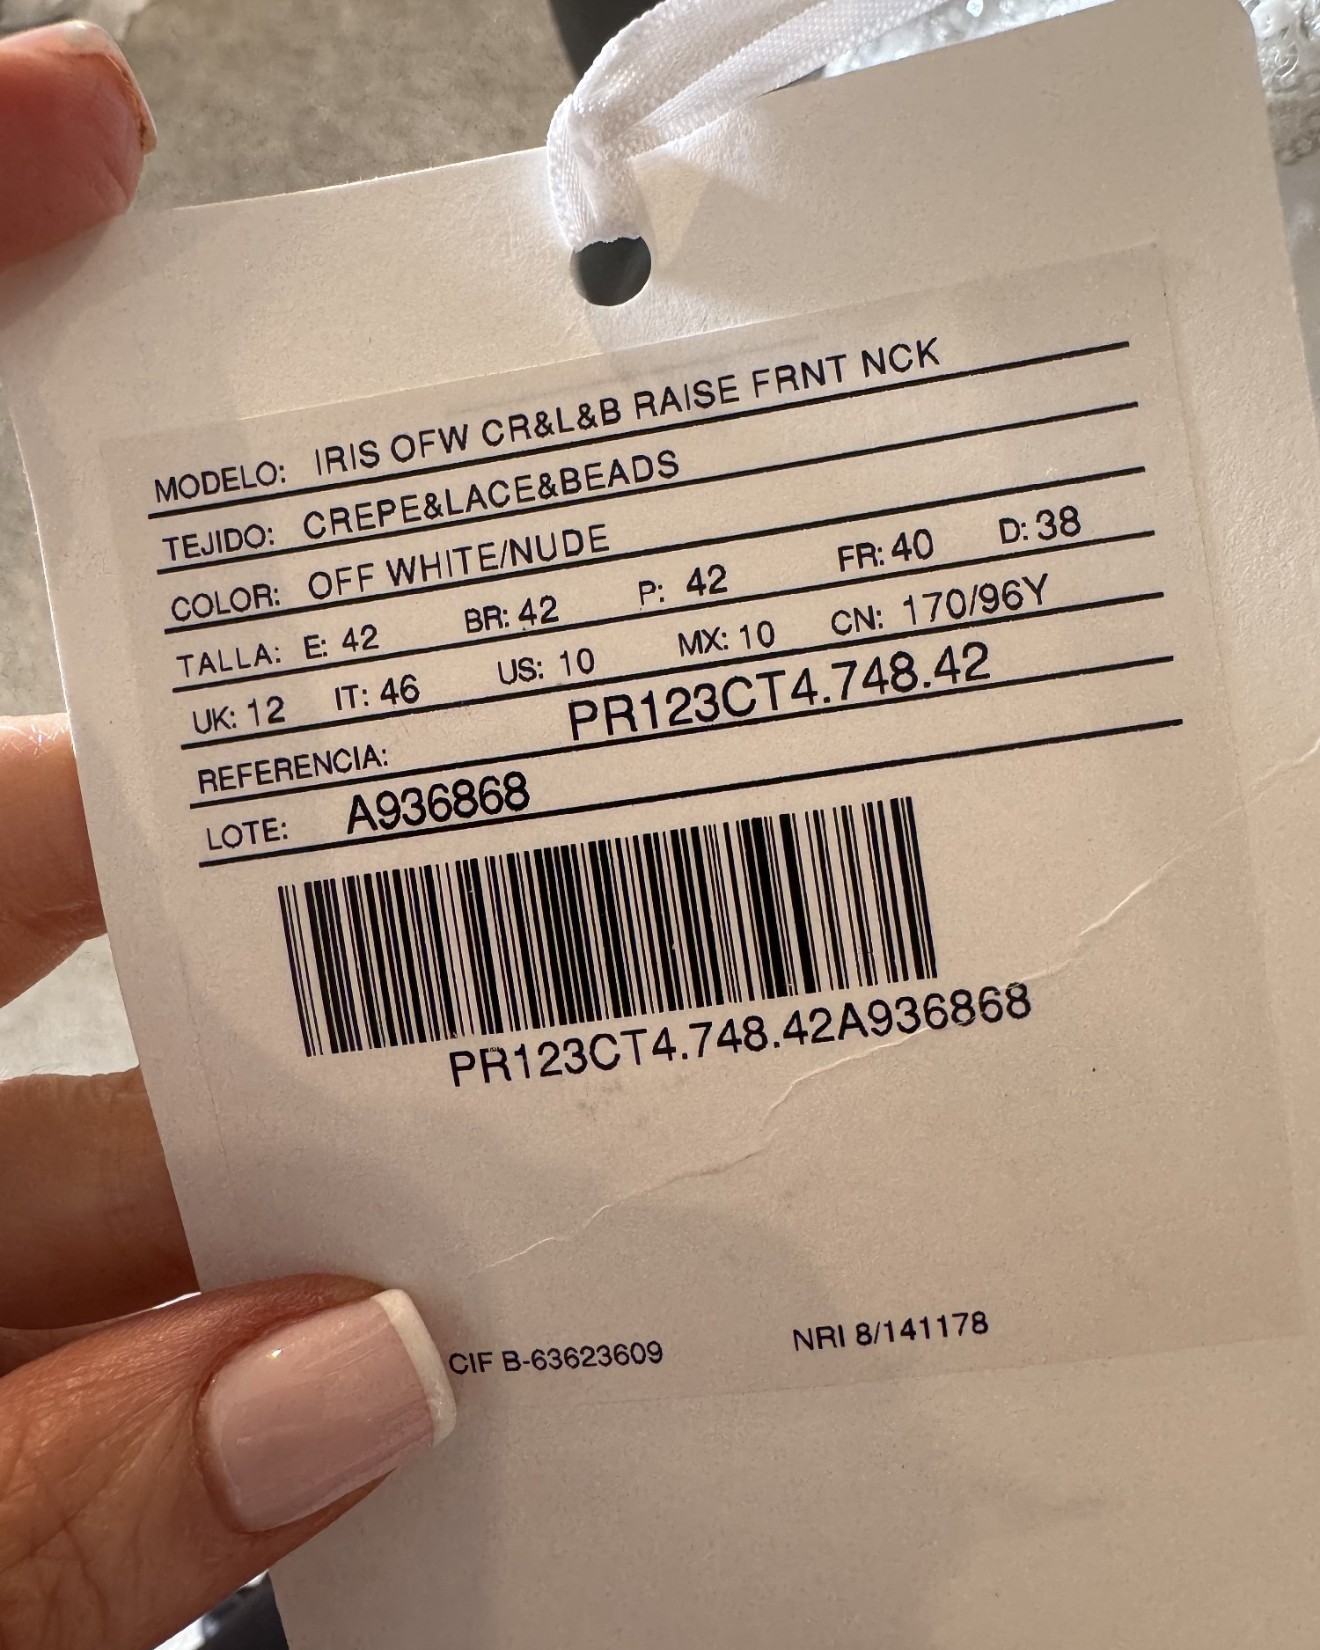 MODELO: IRIS OFW CR&L&B RAISE FRNT NCK
TEJIDO: CREPE&LACE&BEADS
COLOR: OFF WHITE/NUDE
TALLA: E: 42 BR: 42 P: 42 FR: 40 D: 38
UK: 12 IT: 46 US: 10 MX: 10 CN: 170/96Y
REFERENCIA: PR123CT4.748.42
LOTE: A936868
PR123CT4.748.42A936868
CIF B-63623609 NRI 8/141178